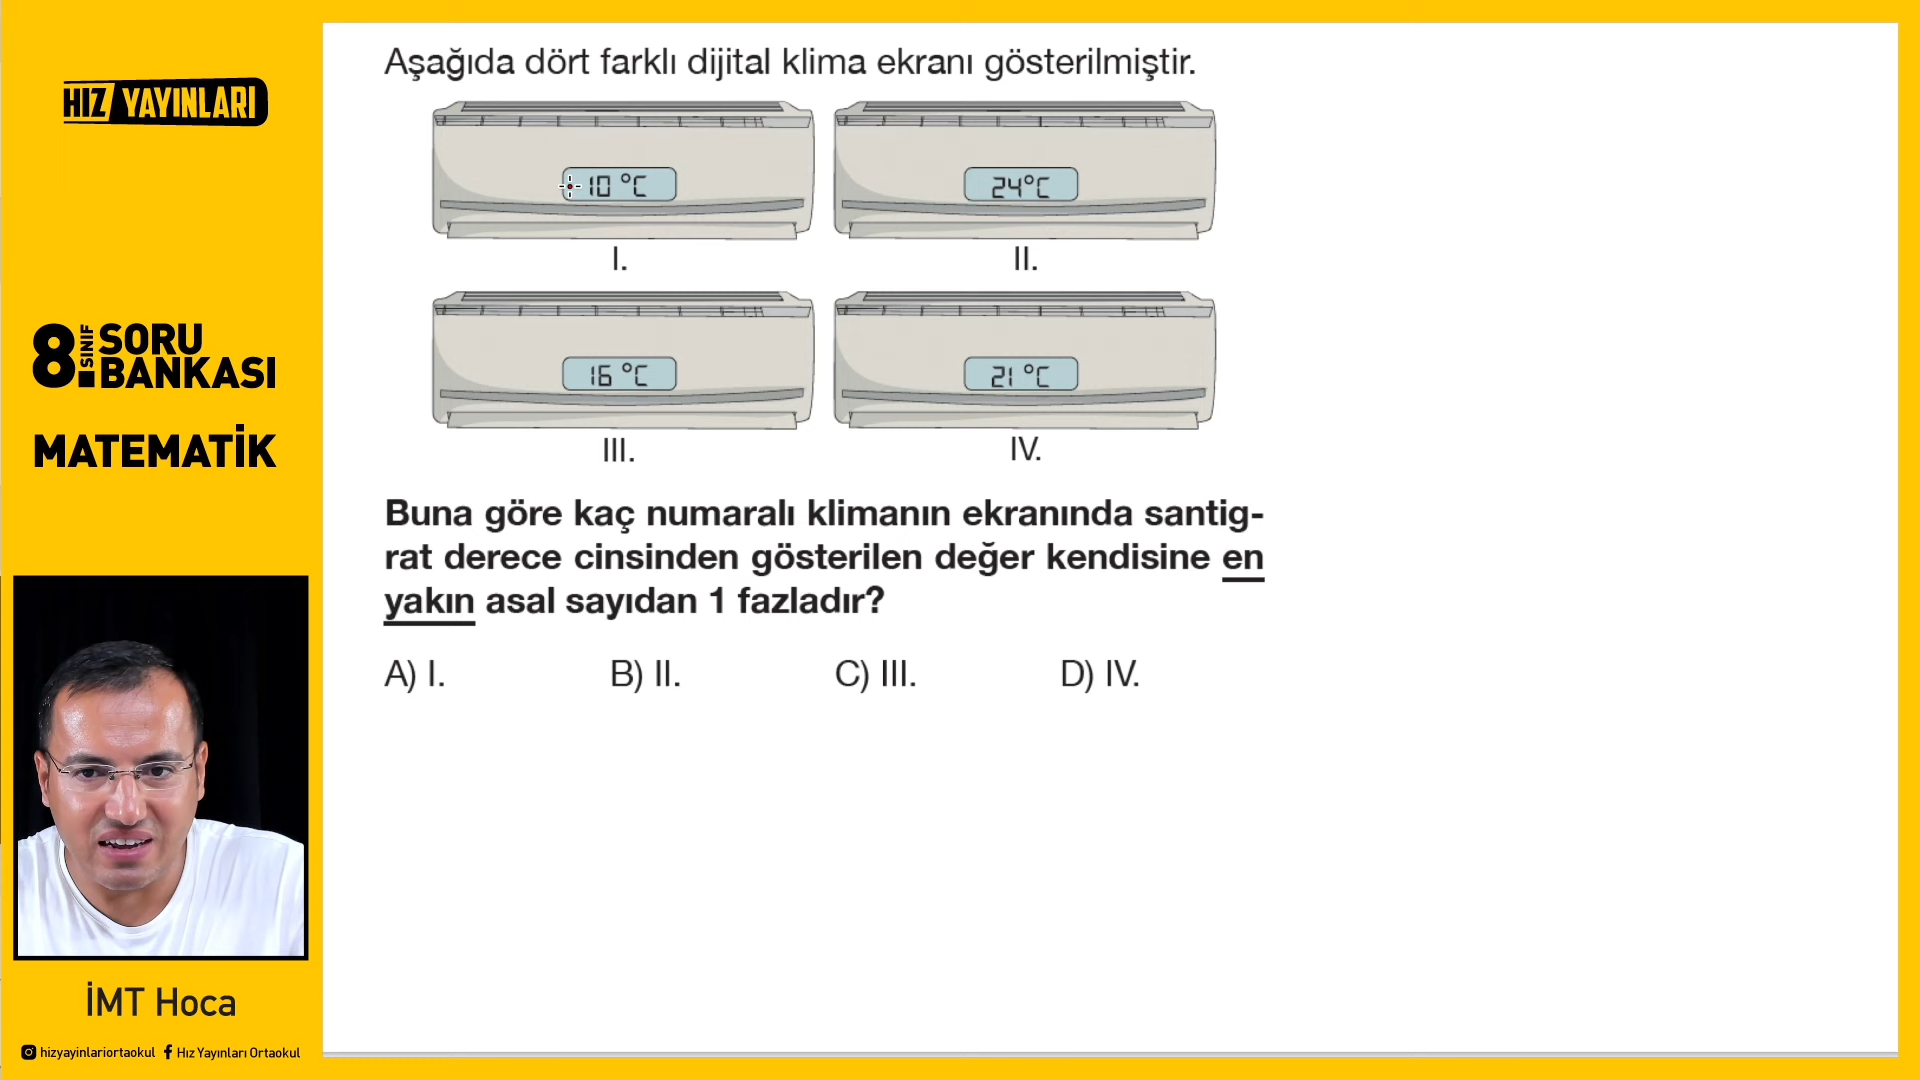 HIZ YAYINLARI
8. SINIF SORU
BANKASI
MATEMATİK
İMT Hoca
hizyayinlariortaokul Hız Yayınları Ortaokul
Aşağıda dört farklı dijital klima ekranı gösterilmiştir.
10 °C
24°C
I.
II.
16 °C
21 °C
III.
IV.
Buna göre kaç numaralı klimanın ekranında santig-
rat derece cinsinden gösterilen değer kendisine en
yakın asal sayıdan 1 fazladır?
A) I.
B) II.
C) III.
D) IV.